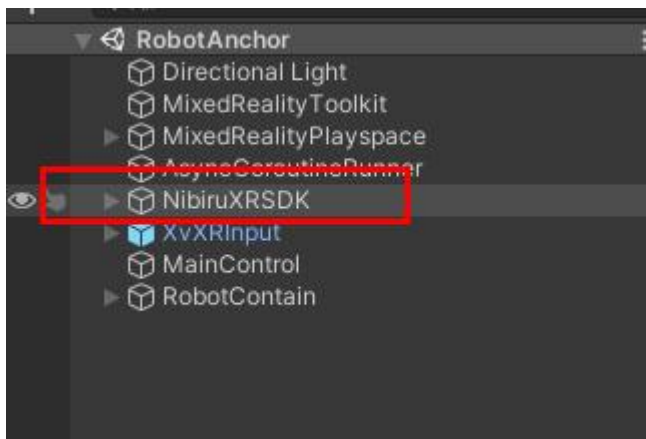 RobotAnchor
Directional Light
MixedRealityToolkit
MixedRealityPlayspace
AsyncCoroutineRunner
NibiruXRSDK
XvXRInput
MainControl
RobotContain